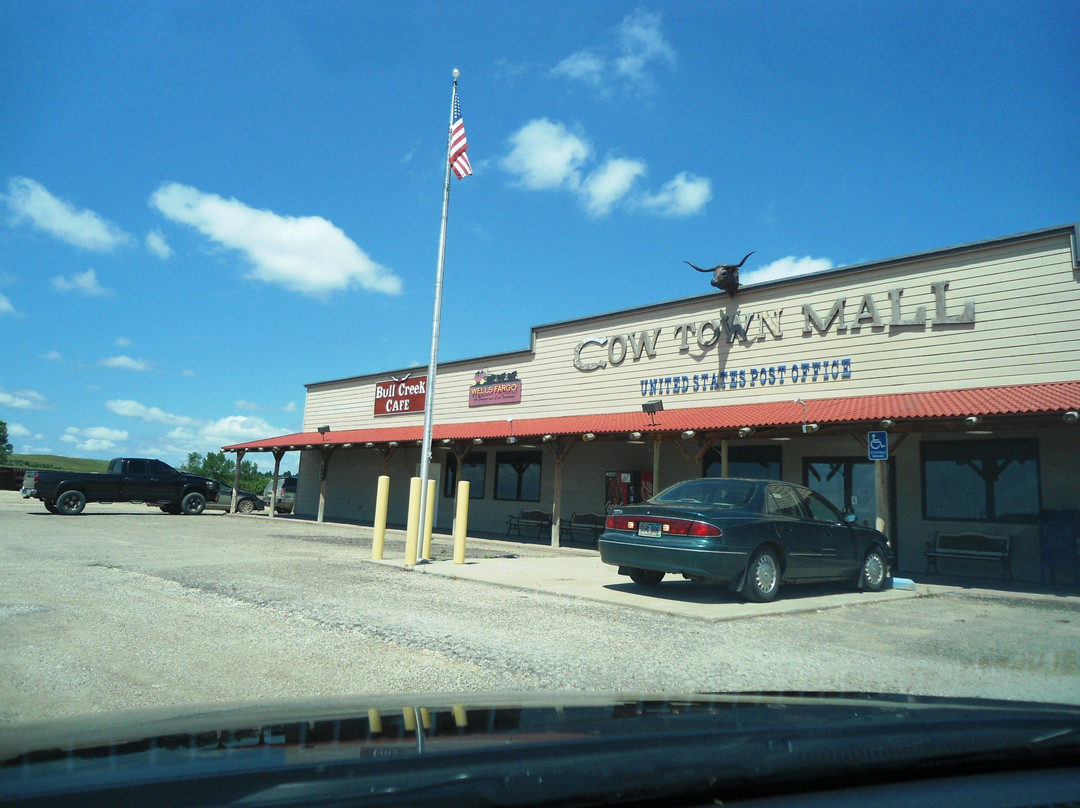 Bull Creek
CAFE
WELLS FARGO
COW TOWN MALL
UNITED STATES POST OFFICE